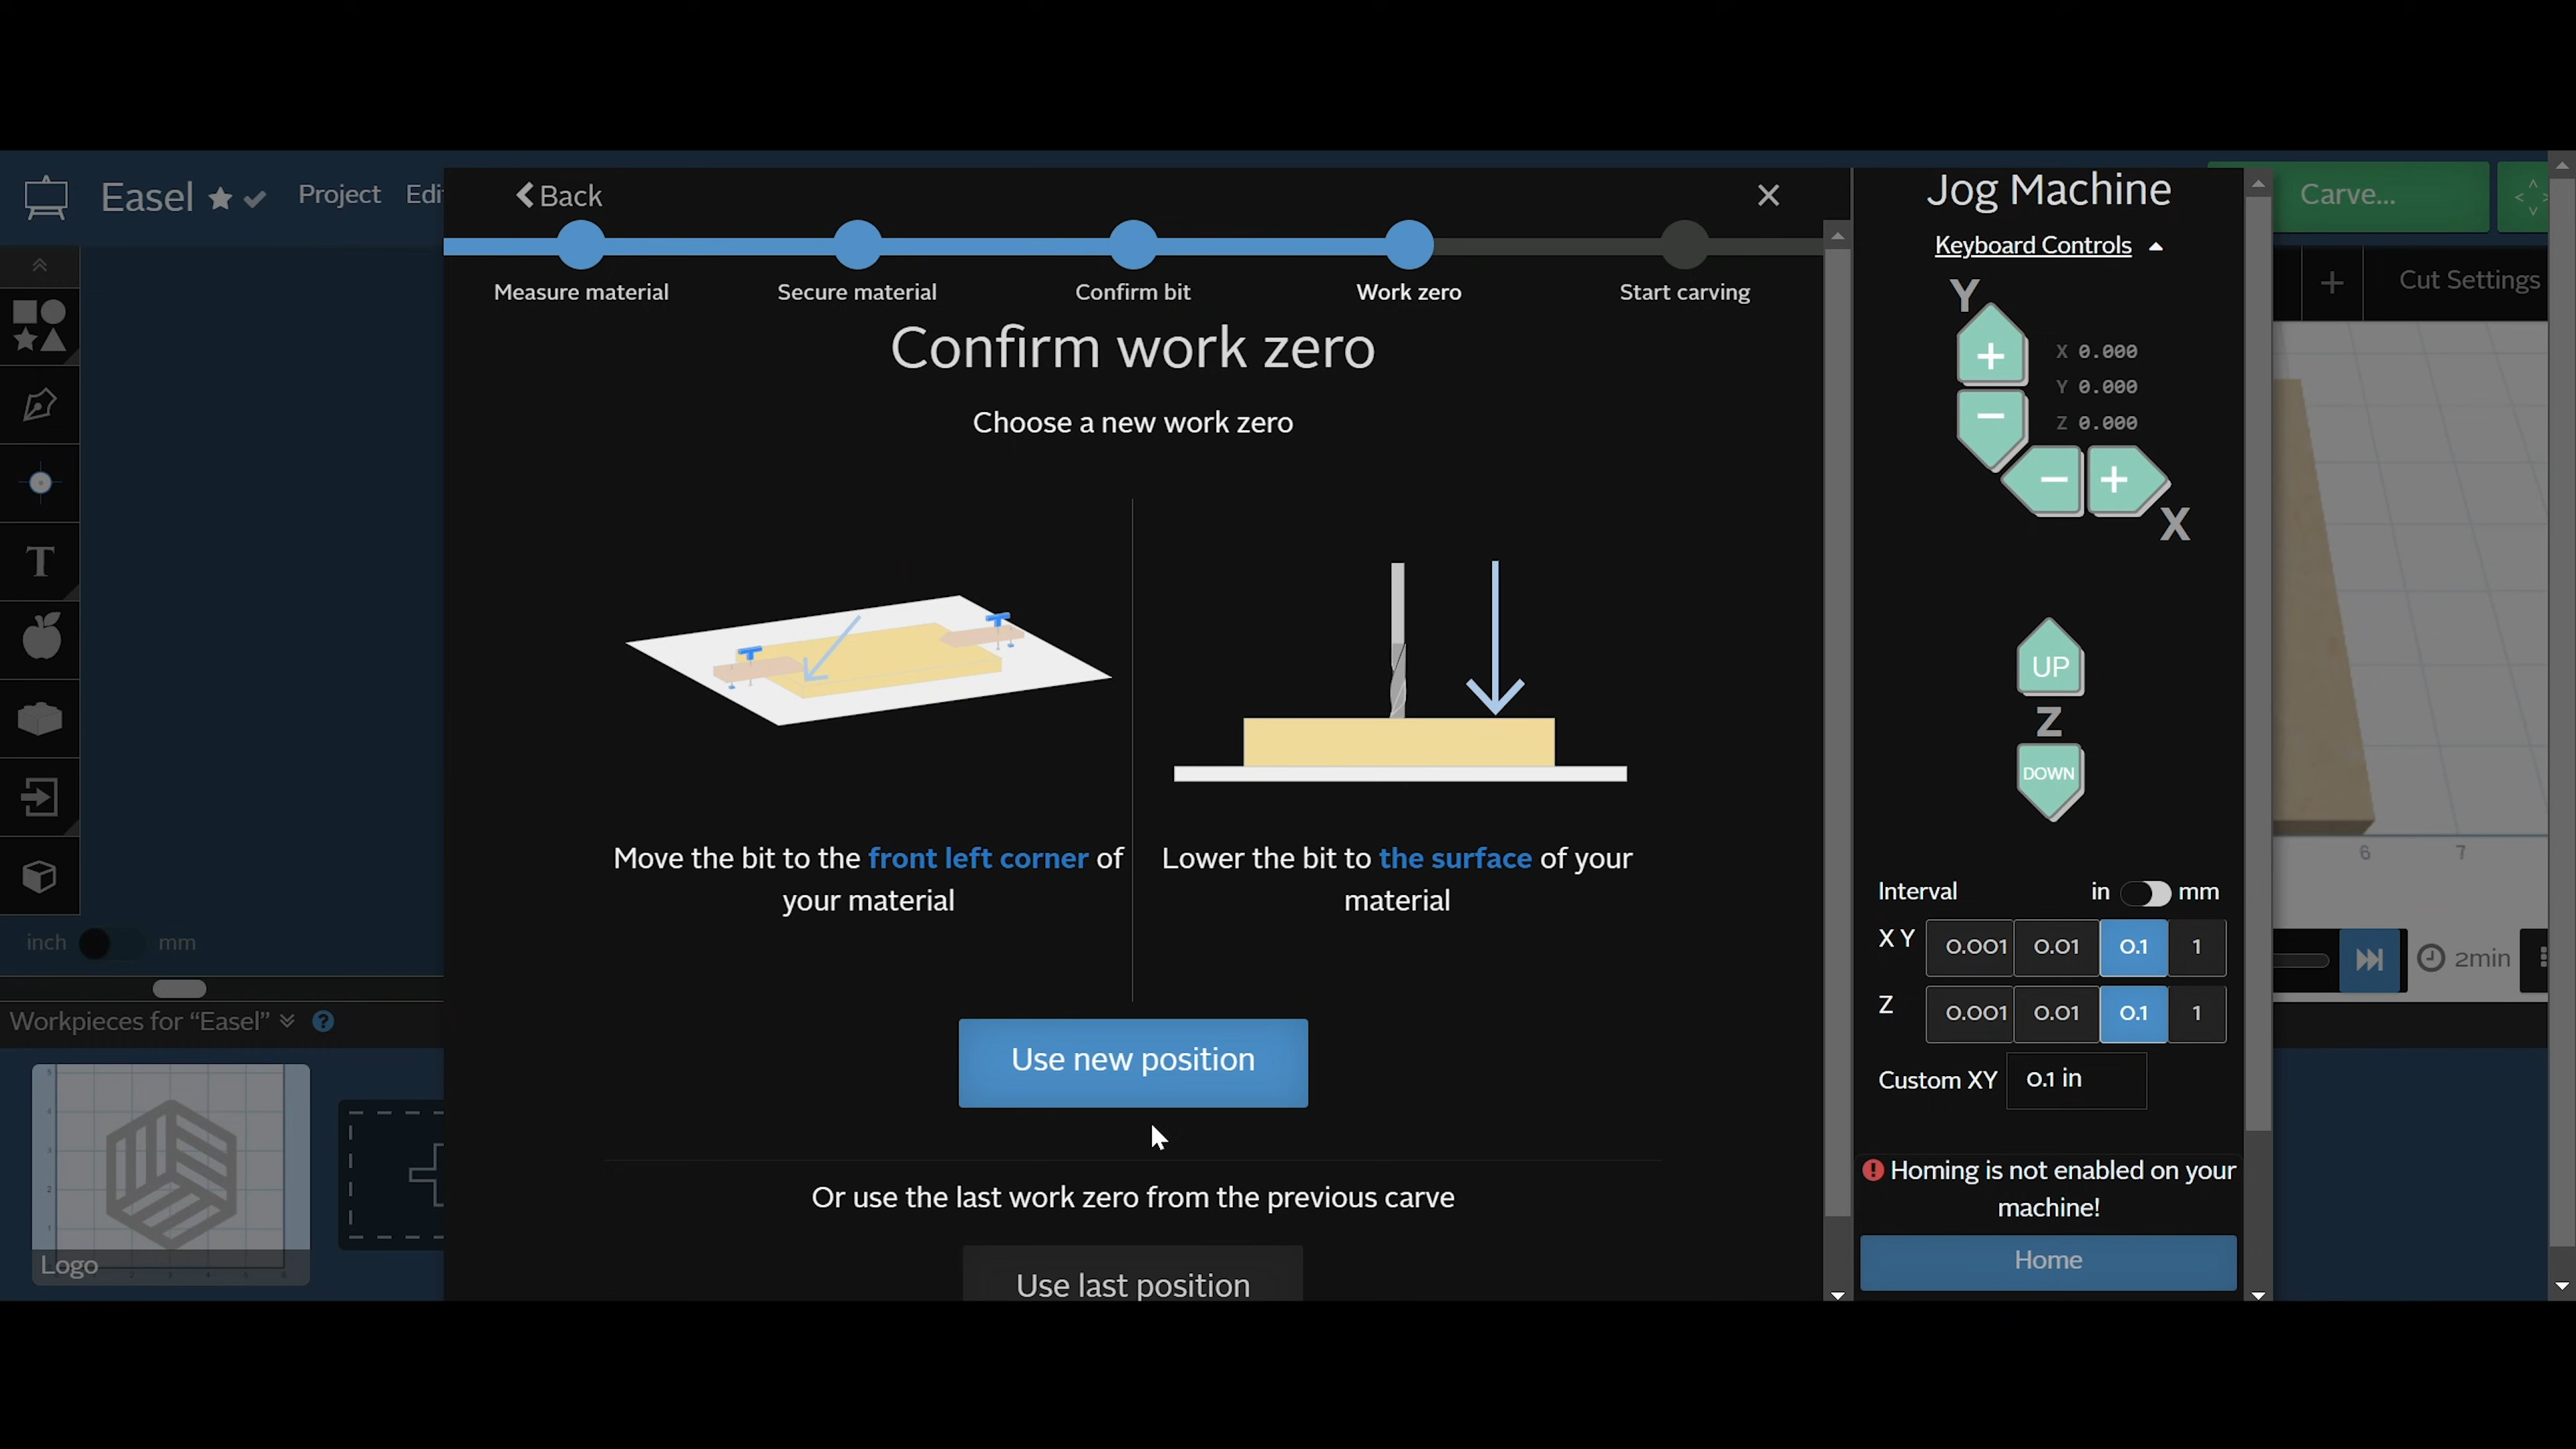 Easel
Project
Edi
Back
Measure material
Secure material
Confirm bit
Work zero
Start carving
Confirm work zero
Choose a new work zero
Move the bit to the front left corner of
your material
Lower the bit to the surface of your
material
Use new position
Or use the last work zero from the previous carve
Use last position
Jog Machine
Keyboard Controls
Y
X 0.000
Y 0.000
Z 0.000
X
UP
Z
DOWN
Interval
in
mm
X Y
0.001
0.01
0.1
1
Z
0.001
0.01
0.1
1
Custom XY
0.1 in
Homing is not enabled on your
machine!
Home
Carve...
Cut Settings
6
7
2min
T
inch
mm
Workpieces for “Easel”
?
Logo